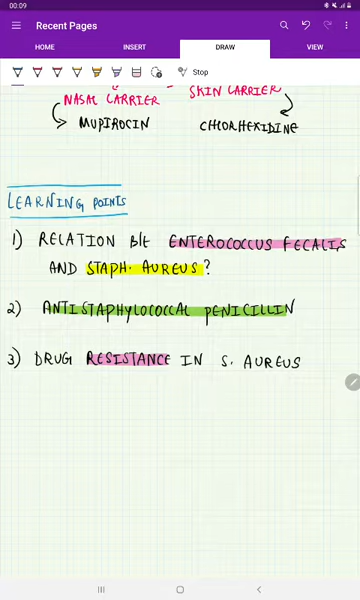 00:09
Recent Pages
HOME INSERT DRAW VIEW
Stop
NASAL CARRIER SKIN CARRIER
MUPIROCIN CHLORHEXIDINE
LEARNING POINTS
1) RELATION B/E ENTEROCOCCUS FECALIS
AND STAPH. AUREUS?
2) ANTISTAPHYLOCOCCAL PENICILLIN
3) DRUG RESISTANCE IN S. AUREUS